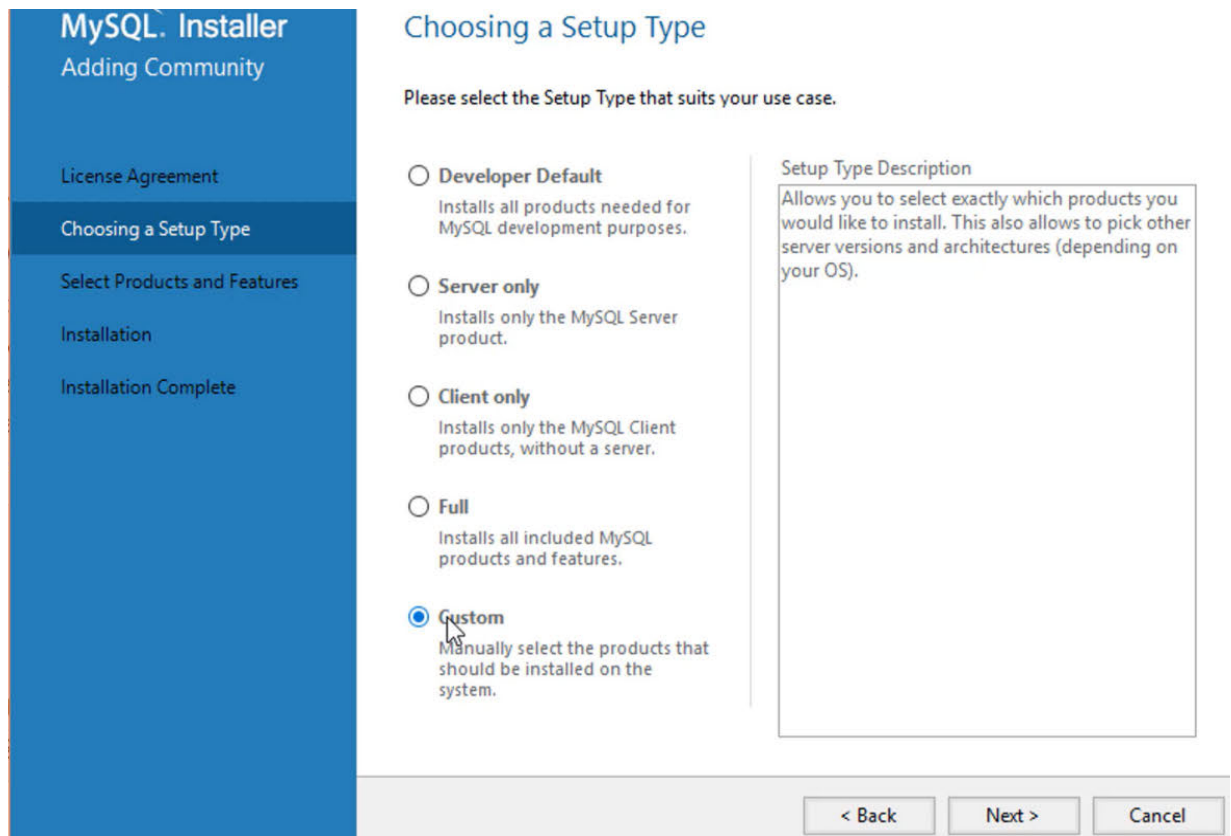 MySQL. Installer
Adding Community
License Agreement
Choosing a Setup Type
Select Products and Features
Installation
Installation Complete
Choosing a Setup Type
Please select the Setup Type that suits your use case.
Developer Default
Installs all products needed for
MySQL development purposes.
Server only
Installs only the MySQL Server
product.
Client only
Installs only the MySQL Client
products, without a server.
Full
Installs all included MySQL
products and features.
Custom
Manually select the products that
should be installed on the
system.
Setup Type Description
Allows you to select exactly which products you
would like to install. This also allows to pick other
server versions and architectures (depending on
your OS).
< Back
Next >
Cancel